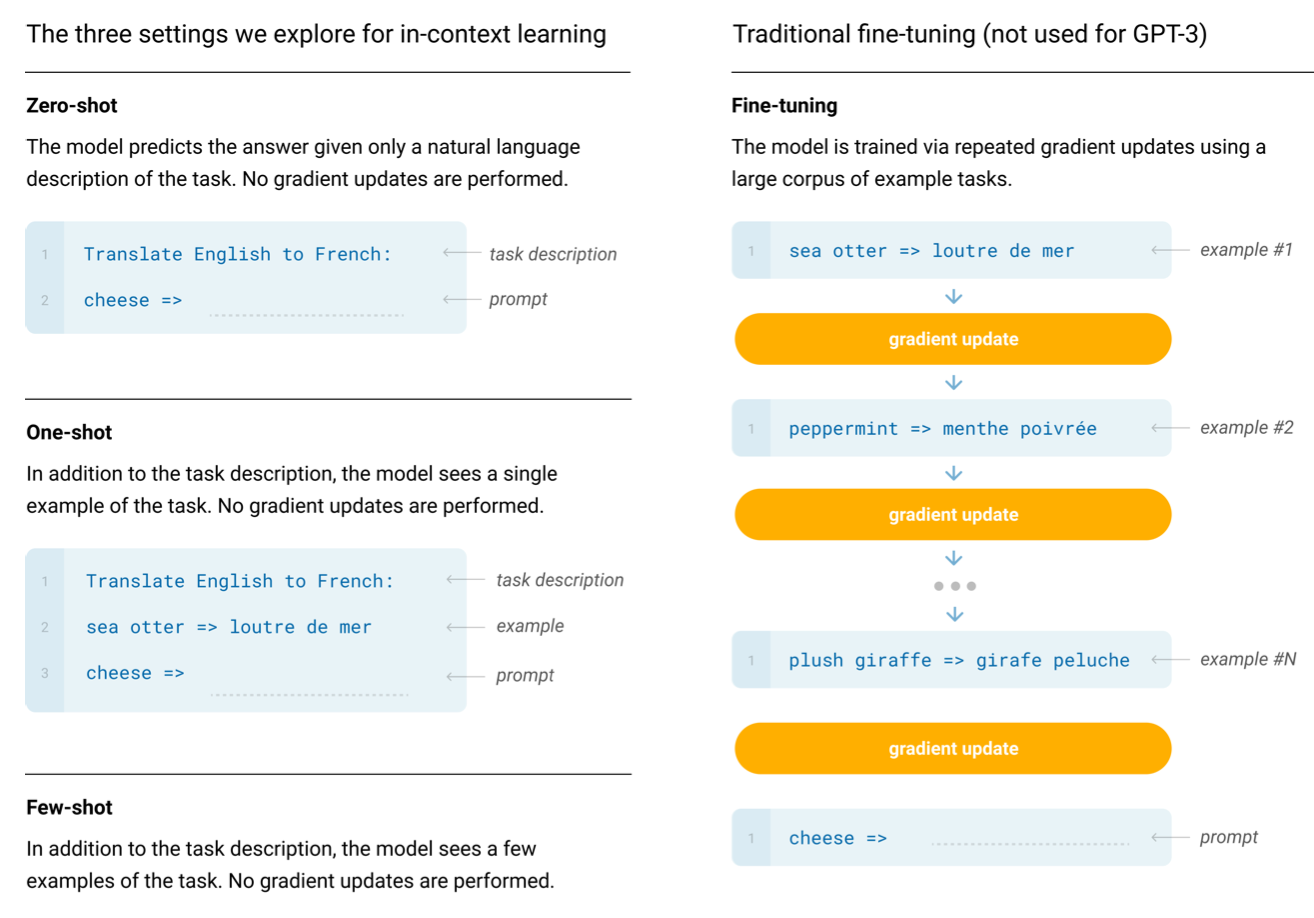 The three settings we explore for in-context learning
Zero-shot
The model predicts the answer given only a natural language
description of the task. No gradient updates are performed.
1 Translate English to French: task description
2 cheese => prompt
One-shot
In addition to the task description, the model sees a single
example of the task. No gradient updates are performed.
1 Translate English to French: task description
2 sea otter => loutre de mer example
3 cheese => prompt
Few-shot
In addition to the task description, the model sees a few
examples of the task. No gradient updates are performed.
Traditional fine-tuning (not used for GPT-3)
Fine-tuning
The model is trained via repeated gradient updates using a
large corpus of example tasks.
1 sea otter => loutre de mer example #1
gradient update
1 peppermint => menthe poivrée example #2
gradient update
1 plush giraffe => girafe peluche example #N
gradient update
1 cheese => prompt